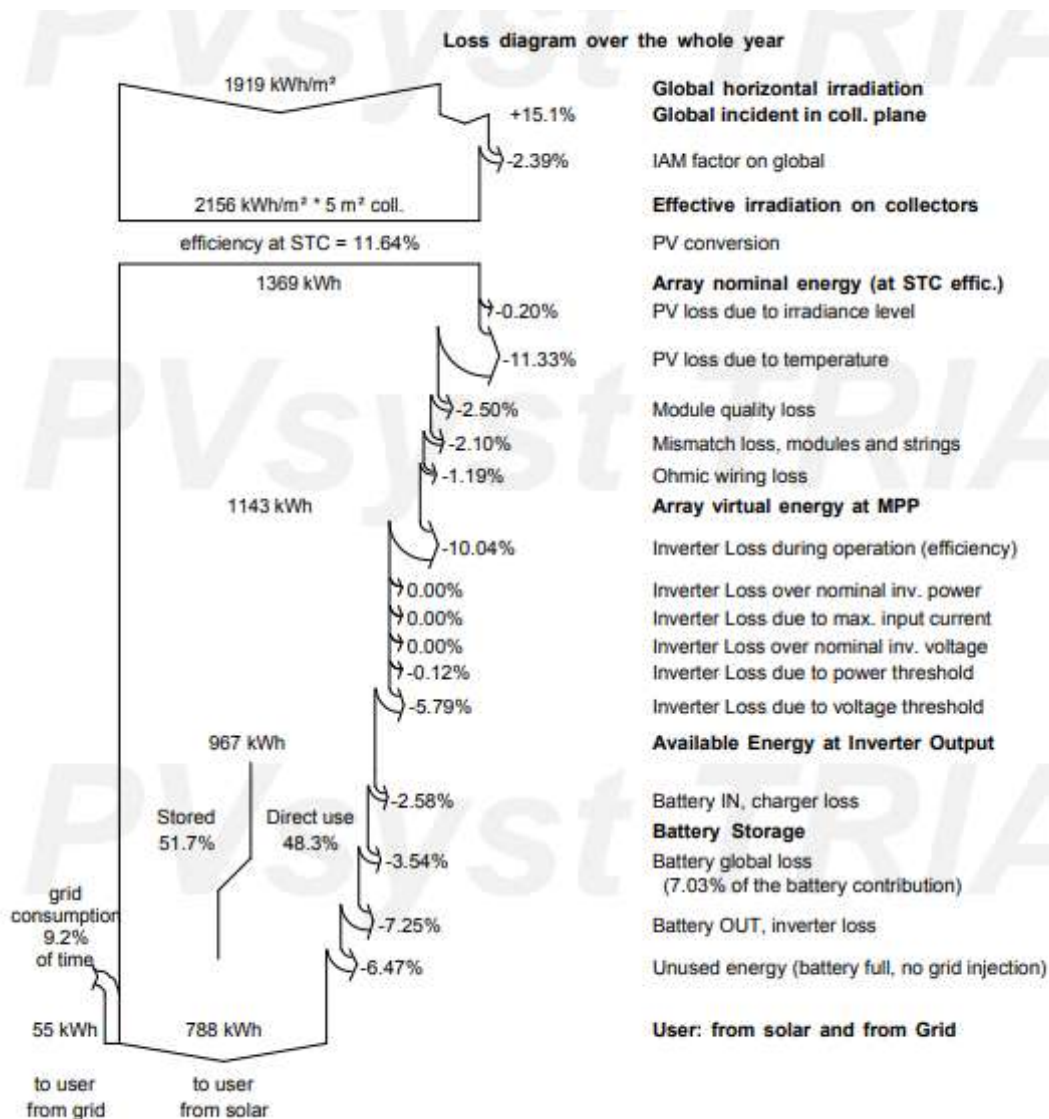 Loss diagram over the whole year
1919 kWh/m²
Global horizontal irradiation
+15.1%
Global incident in coll. plane
-2.39%
IAM factor on global
2156 kWh/m² * 5 m² coll.
Effective irradiation on collectors
efficiency at STC = 11.64%
PV conversion
1369 kWh
Array nominal energy (at STC effic.)
-0.20%
PV loss due to irradiance level
-11.33%
PV loss due to temperature
-2.50%
Module quality loss
-2.10%
Mismatch loss, modules and strings
-1.19%
Ohmic wiring loss
1143 kWh
Array virtual energy at MPP
-10.04%
Inverter Loss during operation (efficiency)
0.00%
Inverter Loss over nominal inv. power
0.00%
Inverter Loss due to max. input current
0.00%
Inverter Loss over nominal inv. voltage
-0.12%
Inverter Loss due to power threshold
-5.79%
Inverter Loss due to voltage threshold
967 kWh
Available Energy at Inverter Output
-2.58%
Battery IN, charger loss
Stored
51.7%
Direct use
48.3%
Battery Storage
-3.54%
Battery global loss
(7.03% of the battery contribution)
grid
consumption
9.2%
of time
-7.25%
Battery OUT, inverter loss
-6.47%
Unused energy (battery full, no grid injection)
55 kWh
788 kWh
User: from solar and from Grid
to user
from grid
to user
from solar
PVsyst TRIA
PVsyst TRIA
PVsyst TRIA